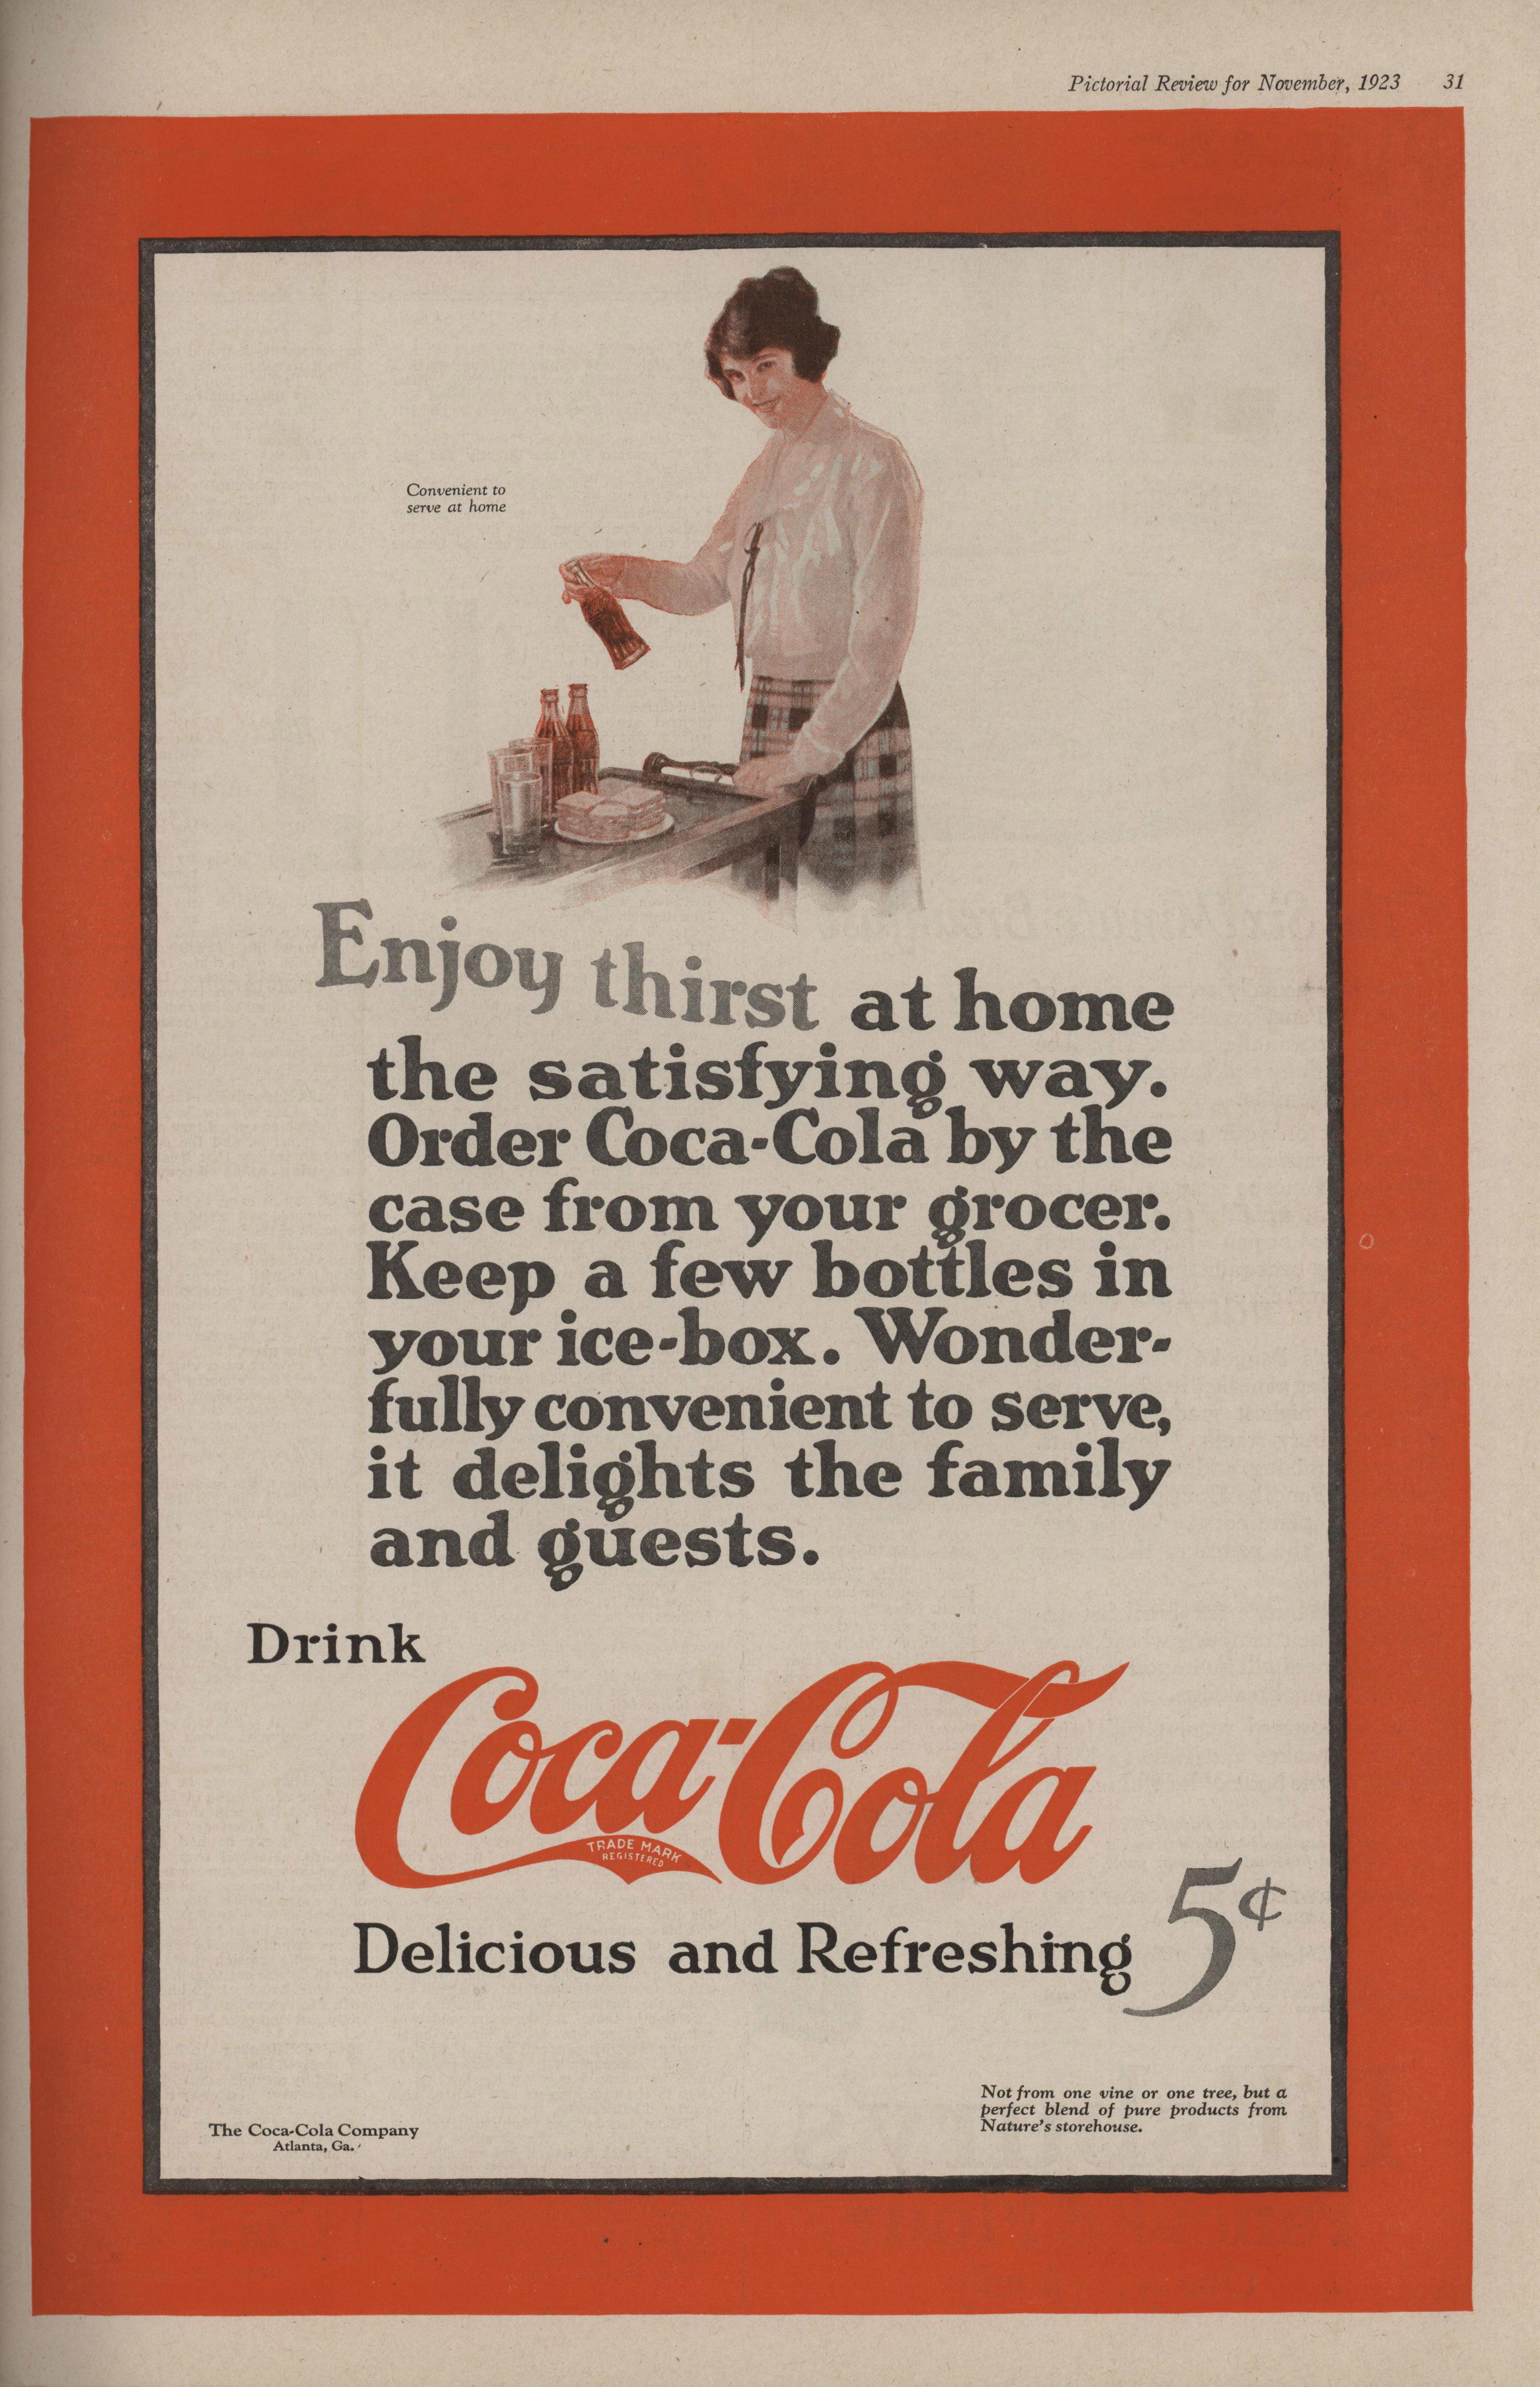 Pictorial Review for November, 1923 31
Convenient to
serve at home
Enjoy thirst at home
the satisfying way.
Order Coca-Cola by the
case from your grocer.
Keep a few bottles in
your ice-box. Wonder-
fully convenient to serve,
it delights the family
and guests.
Drink
Coca-Cola
TRADE MARK
REGISTERED
Delicious and Refreshing 5¢
Not from one vine or one tree, but a
perfect blend of pure products from
Nature's storehouse.
The Coca-Cola Company
Atlanta, Ga.